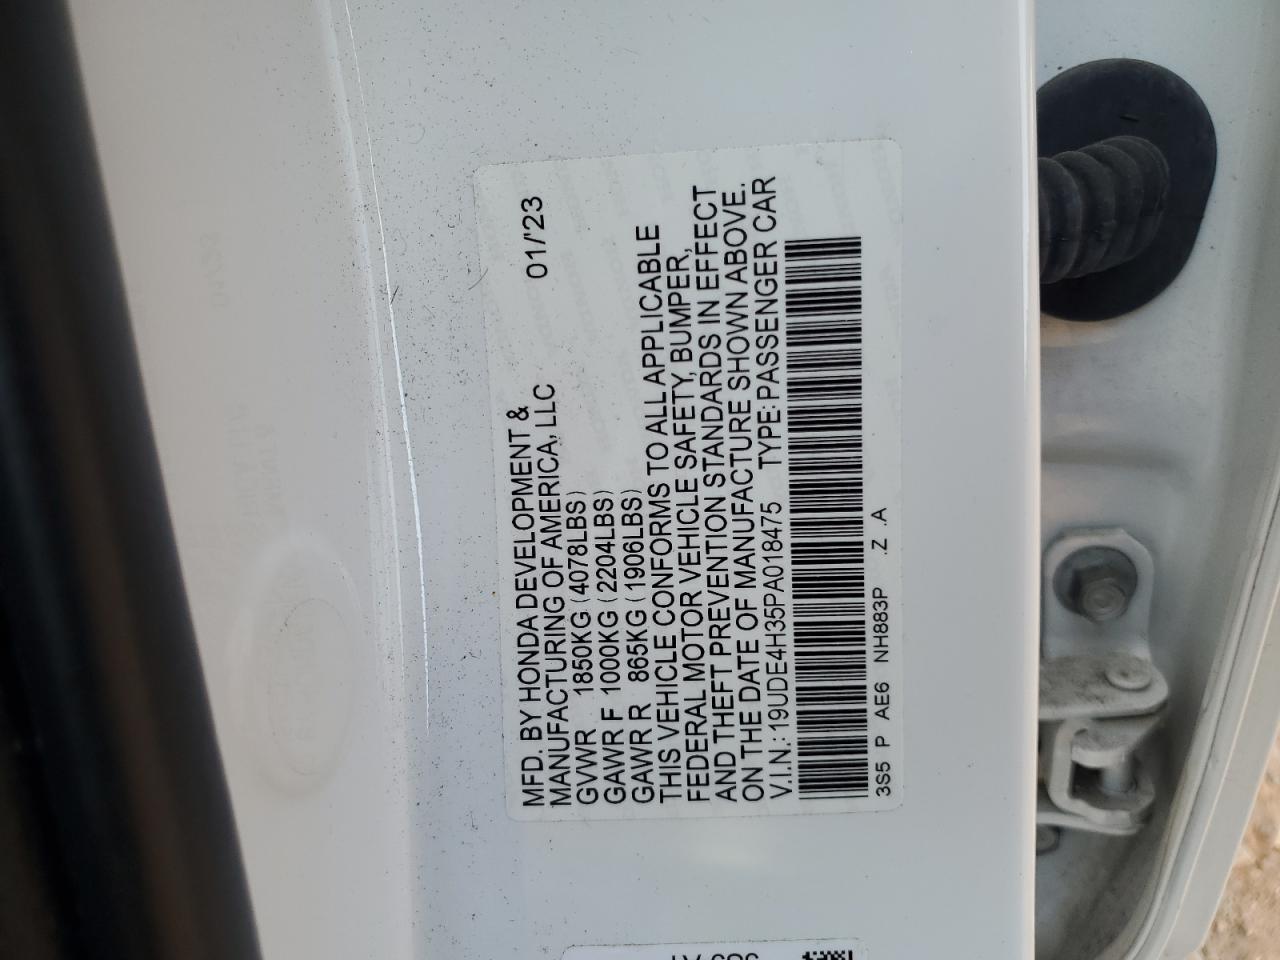 MFD. BY HONDA DEVELOPMENT &
MANUFACTURING OF AMERICA, LLC 01/'23
GVWR 1850KG (4078LBS)
GAWR F 1000KG (2204LBS)
GAWR R 865KG (1906LBS)
THIS VEHICLE CONFORMS TO ALL APPLICABLE
FEDERAL MOTOR VEHICLE SAFETY, BUMPER,
AND THEFT PREVENTION STANDARDS IN EFFECT
ON THE DATE OF MANUFACTURE SHOWN ABOVE.
V.I.N.: 19UDE4H35PA018475 TYPE: PASSENGER CAR
3S5 P AE6 NH883P .Z .A